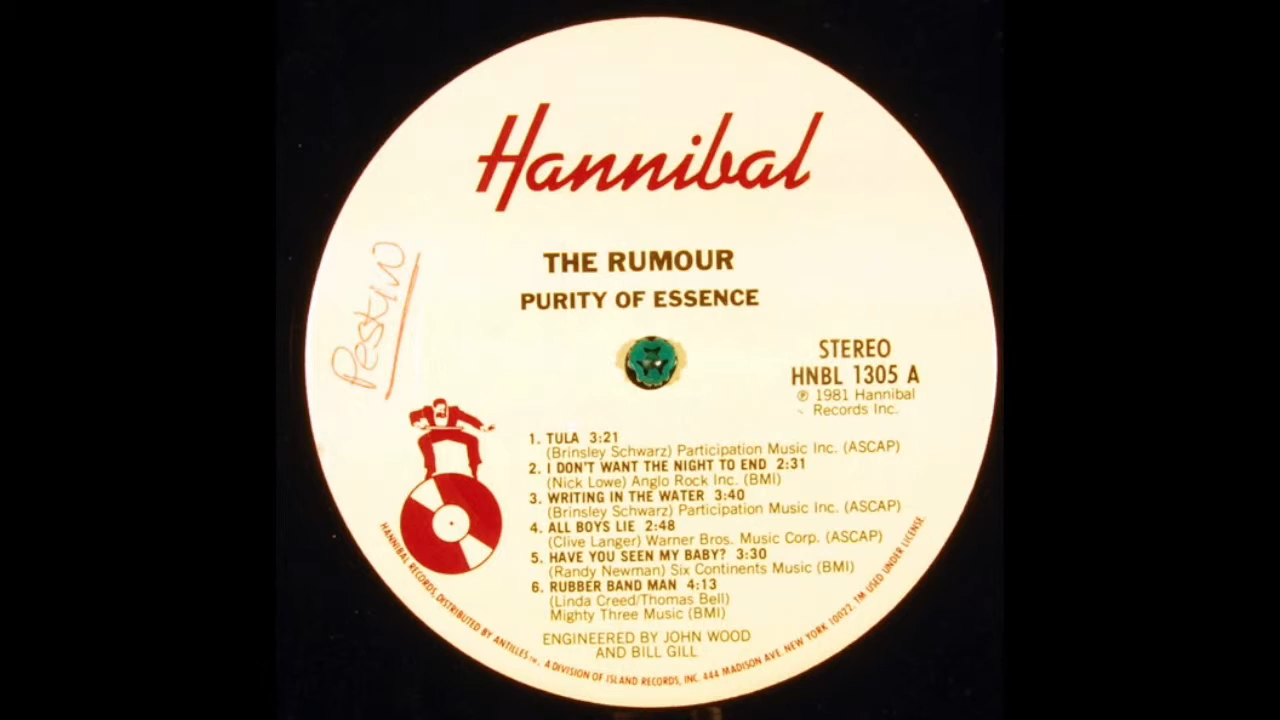 Hannibal
THE RUMOUR
PURITY OF ESSENCE
STEREO
HNBL 1305 A
℗ 1981 Hannibal
Records Inc.
1. TULA 3:21
(Brinsley Schwarz) Participation Music Inc. (ASCAP)
2. I DON'T WANT THE NIGHT TO END 2:31
(Nick Lowe) Anglo Rock Inc. (BMI)
3. WRITING IN THE WATER 3:40
(Brinsley Schwarz) Participation Music Inc. (ASCAP)
4. ALL BOYS LIE 2:48
(Clive Langer) Warner Bros. Music Corp. (ASCAP)
5. HAVE YOU SEEN MY BABY? 3:30
(Randy Newman) Six Continents Music (BMI)
6. RUBBER BAND MAN 4:13
(Linda Creed/Thomas Bell)
Mighty Three Music (BMI)
ENGINEERED BY JOHN WOOD
AND BILL GILL
HANNIBAL RECORDS, DISTRIBUTED BY ANTILLES™, A DIVISION OF ISLAND RECORDS, INC. 444 MADISON AVE. NEW YORK 10022. TM USED UNDER LICENSE.